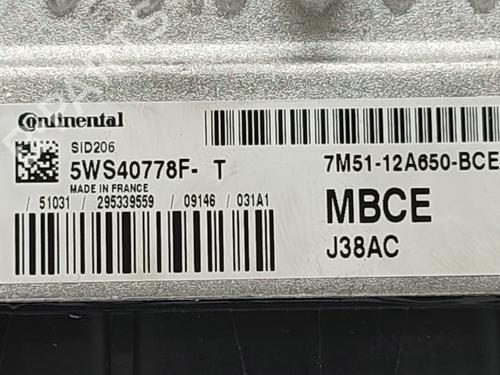 Continental
SID206
5WS40778F- T
MADE IN FRANCE
/ 51031 / 295339559 / 09146 / 031A1
7M51-12A650-BCE
MBCE
J38AC